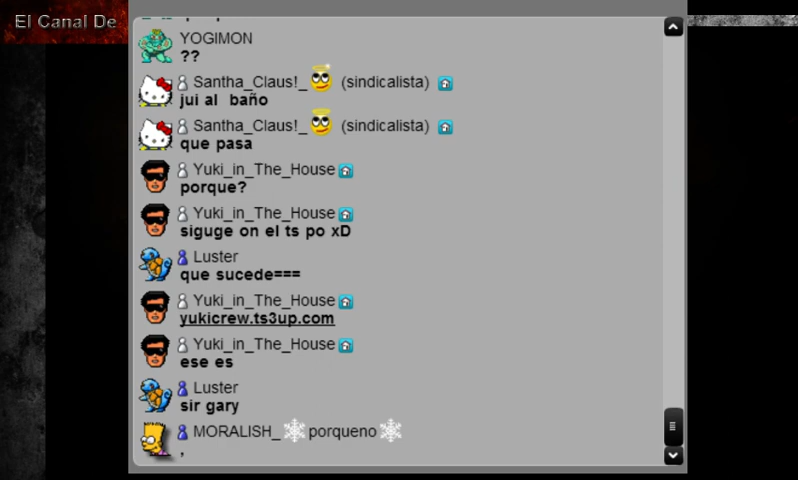 El Canal De
YOGIMON
??
Santha_Claus!_ (sindicalista)
jui al baño
Santha_Claus!_ (sindicalista)
que pasa
Yuki_in_The_House
porque?
Yuki_in_The_House
siguge on el ts po xD
Luster
que sucede===
Yuki_in_The_House
yukicrew.ts3up.com
Yuki_in_The_House
ese es
Luster
sir gary
MORALISH_ porqueno
,